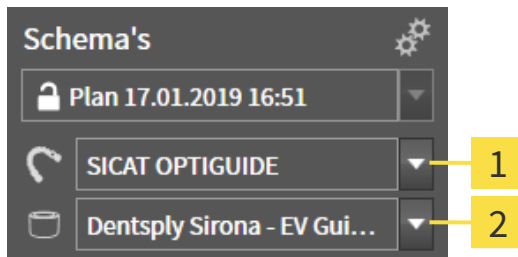 Schema's
Plan 17.01.2019 16:51
SICAT OPTIGUIDE
1
Dentsply Sirona - EV Gui...
2